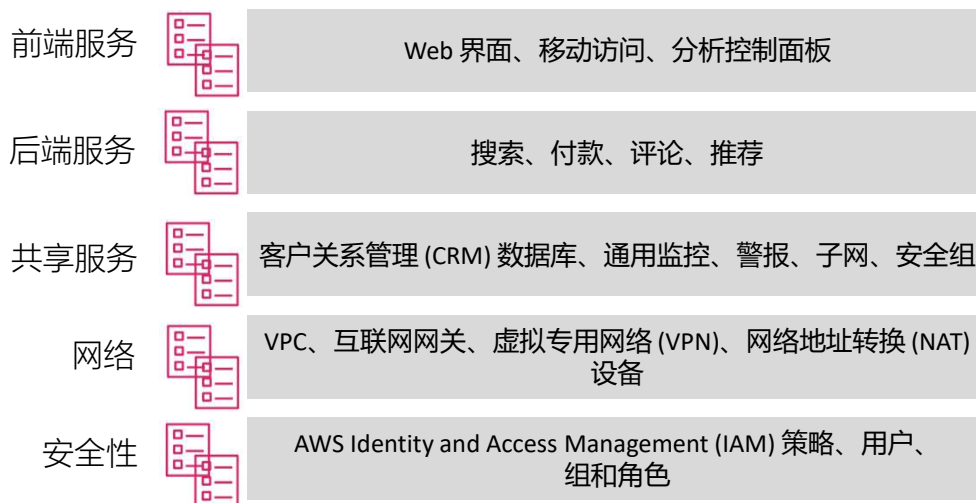 前端服务
Web 界面、移动访问、分析控制面板
后端服务
搜索、付款、评论、推荐
共享服务
客户关系管理 (CRM) 数据库、通用监控、警报、子网、安全组
网络
VPC、互联网网关、虚拟专用网络 (VPN)、网络地址转换 (NAT)
设备
安全性
AWS Identity and Access Management (IAM) 策略、用户、
组和角色